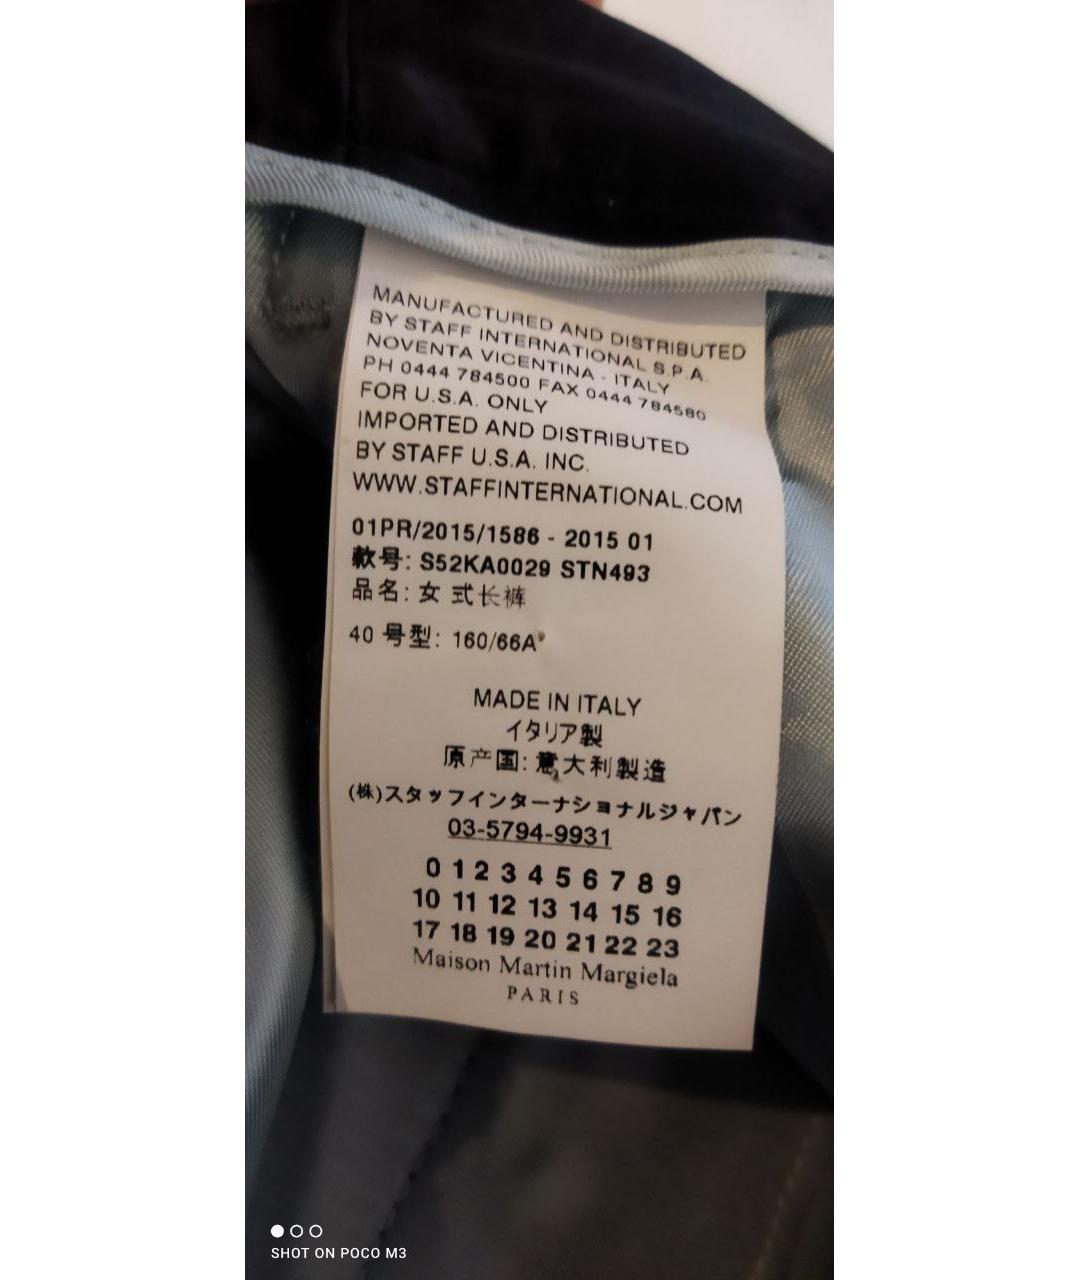 MANUFACTURED AND DISTRIBUTED
BY STAFF INTERNATIONAL S.P.A.
NOVENTA VICENTINA - ITALY
PH 0444 784500 FAX 0444 784580
FOR U.S.A. ONLY
IMPORTED AND DISTRIBUTED
BY STAFF U.S.A. INC.
WWW.STAFFINTERNATIONAL.COM
01PR/2015/1586 - 2015 01
款号: S52KA0029 STN493
品名: 女 式长裤
40 号型: 160/66A
MADE IN ITALY
イタリア製
原产国: 意大利製造
(株)スタッフインターナショナルジャパン
03-5794-9931
0 1 2 3 4 5 6 7 8 9
10 11 12 13 14 15 16
17 18 19 20 21 22 23
Maison Martin Margiela
PARIS
SHOT ON POCO M3